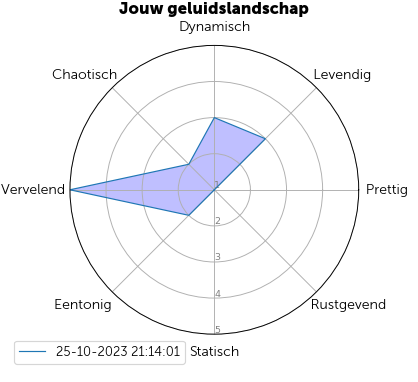 Jouw geluidslandschap
Dynamisch
Chaotisch
Levendig
Vervelend
1
Prettig
2
3
4
Eentonig
Rustgevend
5
25-10-2023 21:14:01
Statisch